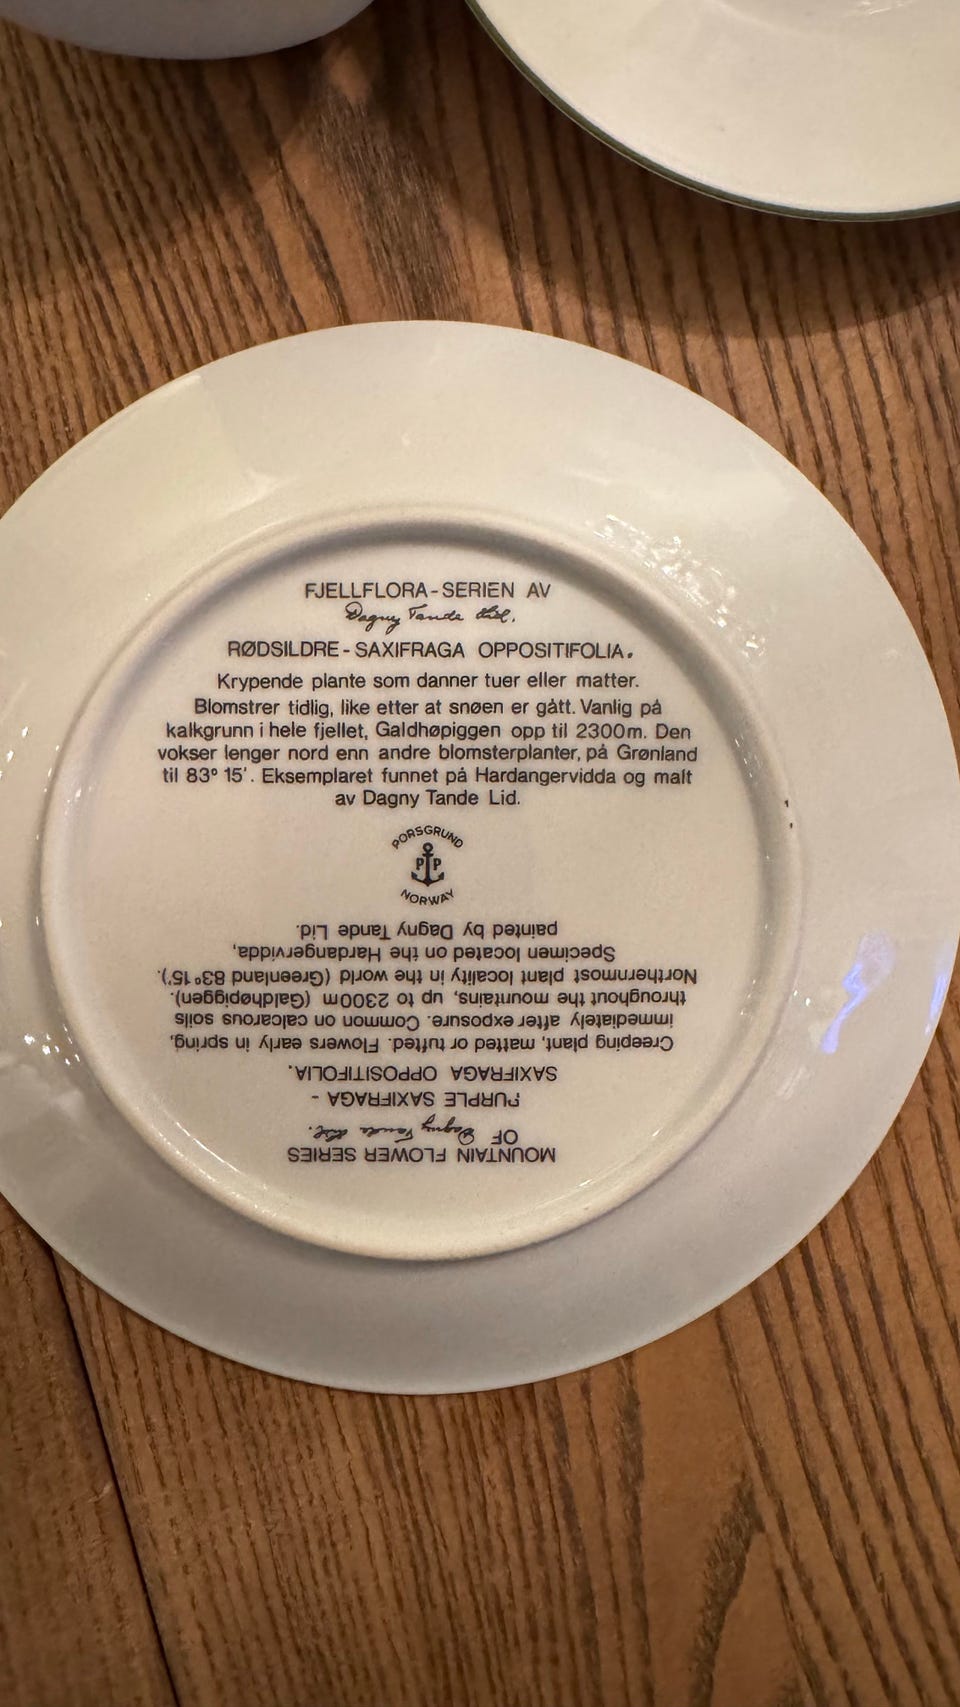 FJELLFLORA-SERIEN AV
Dagny Tande Lid.
RØDSILDRE - SAXIFRAGA OPPOSITIFOLIA.
Krypende plante som danner tuer eller matter.
Blomstrer tidlig, like etter at snøen er gått. Vanlig på
kalkgrunn i hele fjellet, Galdhøpiggen opp til 2300m. Den
vokser lenger nord enn andre blomsterplanter, på Grønland
til 83° 15'. Eksemplaret funnet på Hardangervidda og malt
av Dagny Tande Lid.
PORSGRUND
PP
NORWAY
MOUNTAIN FLOWER SERIES
OF Dagny Tande Lid.
PURPLE SAXIFRAGA -
SAXIFRAGA OPPOSITIFOLIA.
Creeping plant, matted or tufted. Flowers early in spring,
immediately after exposure. Common on calcarous soils
throughout the mountains, up to 2300m (Galdhøpiggen).
Northernmost plant locality in the world (Greenland 83° 15').
Specimen located on the Hardangervidda,
painted by Dagny Tande Lid.